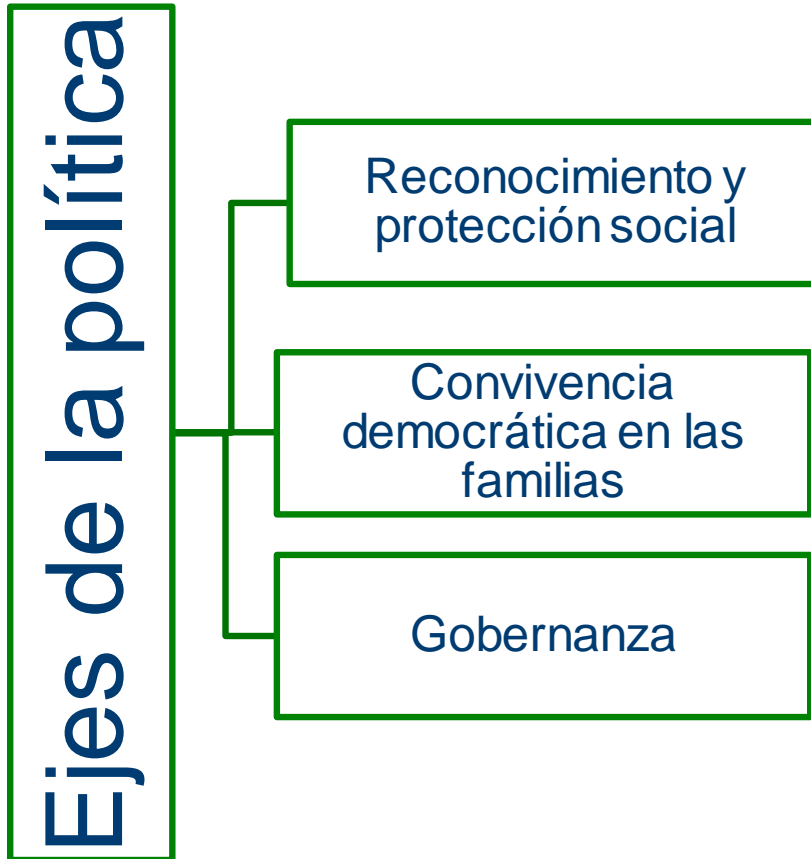 Ejes de la política
Reconocimiento y
protección social
Convivencia
democrática en las
familias
Gobernanza